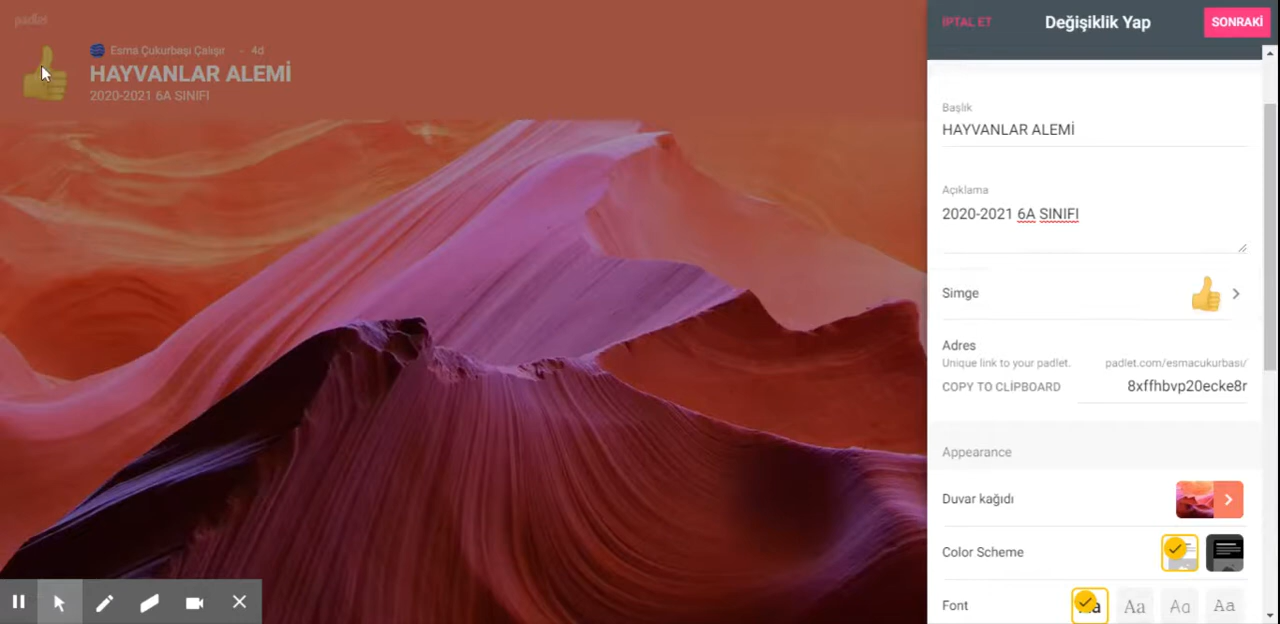 padlet
Esma Çukurbaşı Çalışır - 4d
HAYVANLAR ALEMİ
2020-2021 6A SINIFI
İPTAL ET
Değişiklik Yap
SONRAKİ
Başlık
HAYVANLAR ALEMİ
Açıklama
2020-2021 6A SINIFI
Simge
Adres
Unique link to your padlet.
padlet.com/esmacukurbası/
COPY TO CLIPBOARD
8xffhbvp20ecke8r
Appearance
Duvar kağıdı
Color Scheme
Font
Aa Aa Aa